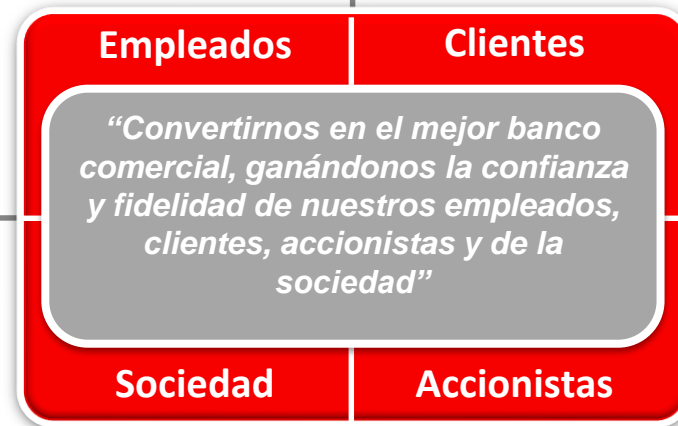 Empleados
Clientes
“Convertirnos en el mejor banco
comercial, ganándonos la confianza
y fidelidad de nuestros empleados,
clientes, accionistas y de la
sociedad”
Sociedad
Accionistas